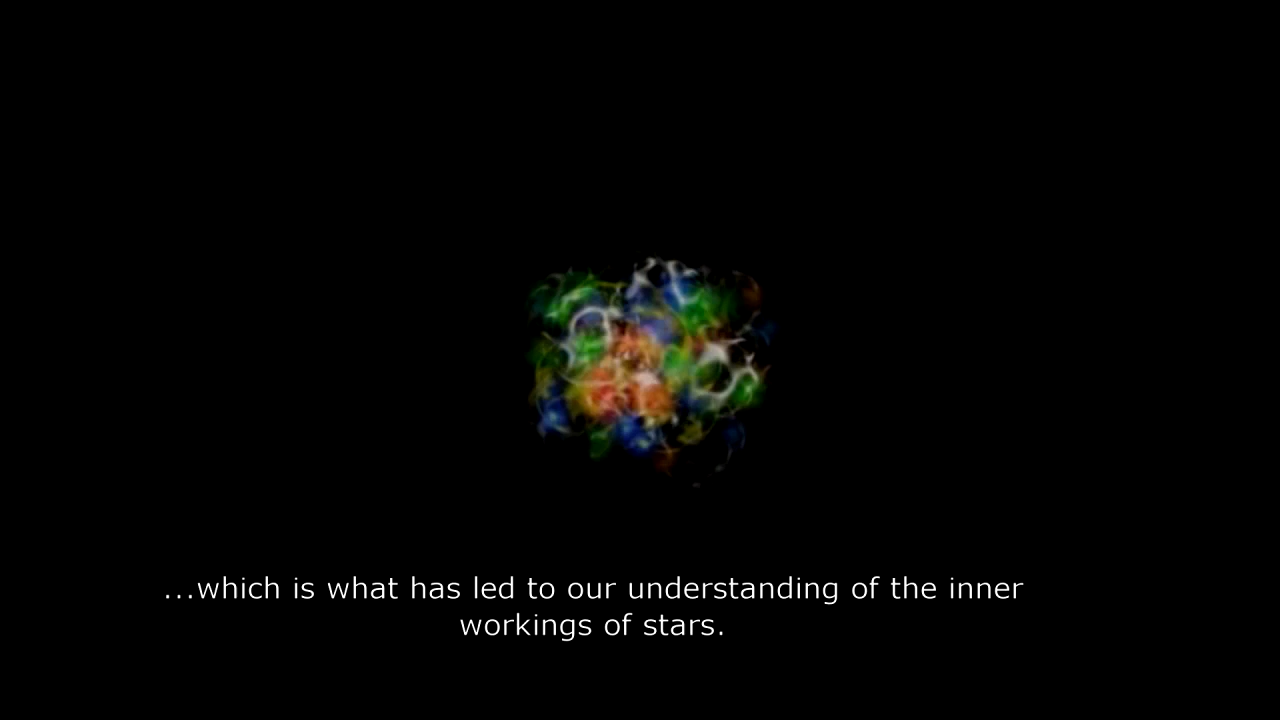 ...which is what has led to our understanding of the inner
workings of stars.